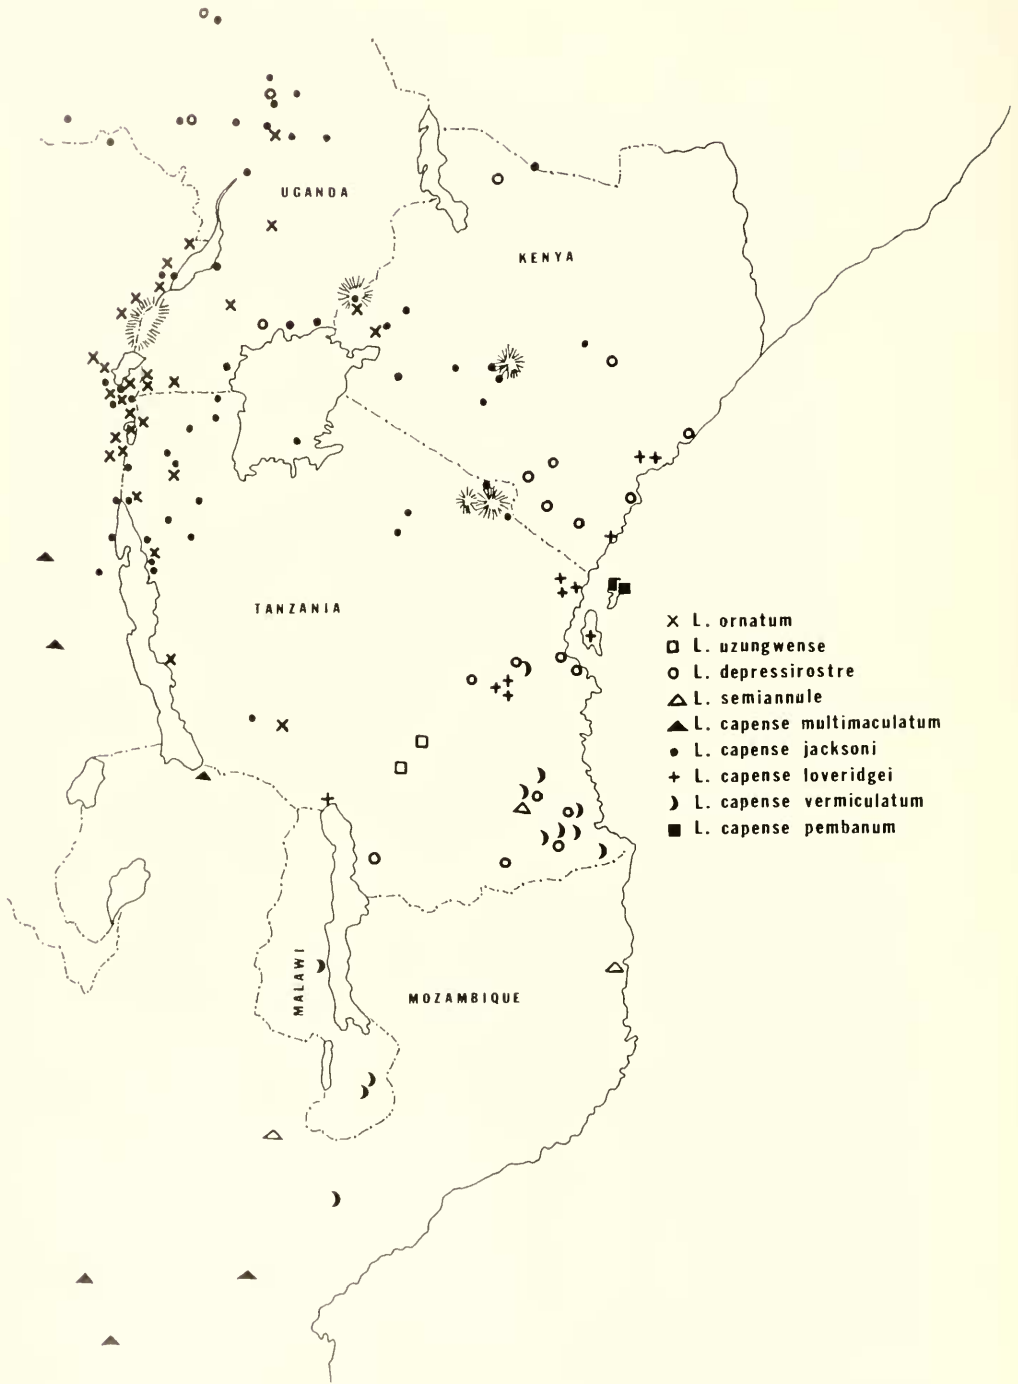 UGANDA
KENYA
TANZANIA
L. ornatum
L. uzungwense
L. depressirostre
L. semiannule
L. capense multimaculatum
L. capense jacksoni
L. capense loveridgei
L. capense vermiculatum
L. capense pembanum
MALAWI
MOZAMBIQUE